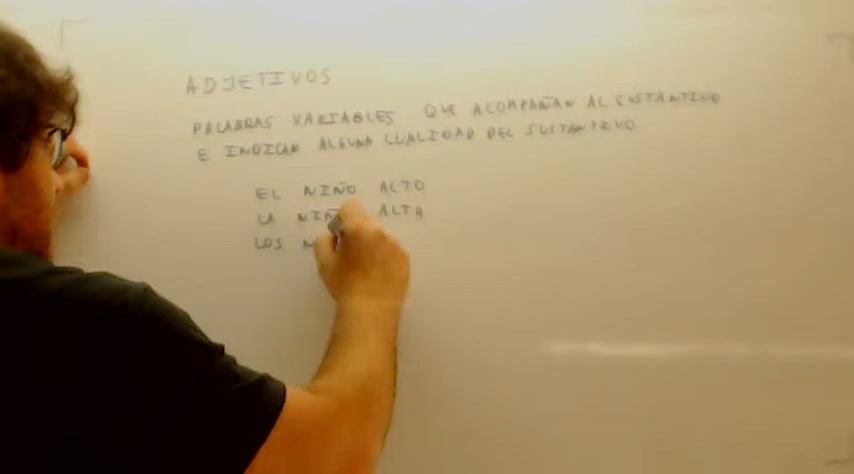 ADJETIVOS
PALABRAS VARIABLES QUE ACOMPAÑAN AL SUSTANTIVO
E INDICAN ALGUNA CUALIDAD DEL SUSTANTIVO
EL NIÑO ALTO
LA ALTA
LOS